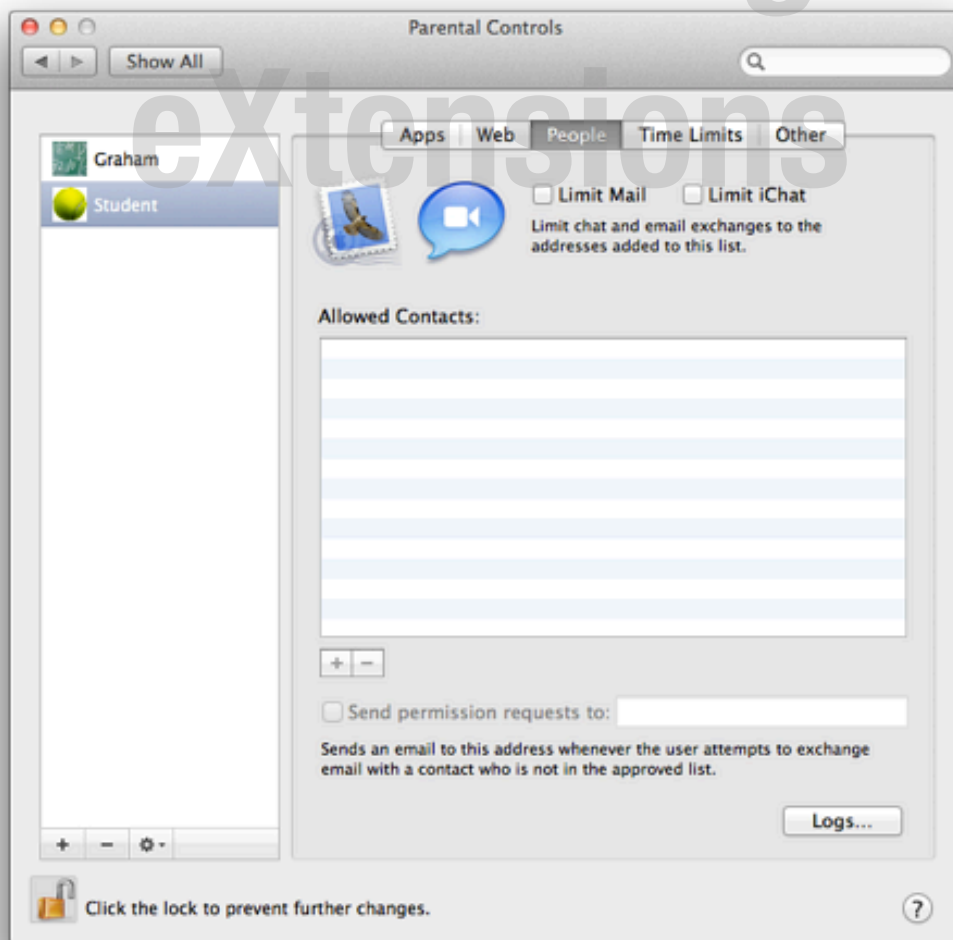 Parental Controls
Show All
eXtensions
Apps Web People Time Limits Other
Graham
Student
Limit Mail Limit iChat
Limit chat and email exchanges to the
addresses added to this list.
Allowed Contacts:
+ −
Send permission requests to:
Sends an email to this address whenever the user attempts to exchange
email with a contact who is not in the approved list.
Logs...
+ −
Click the lock to prevent further changes.
?